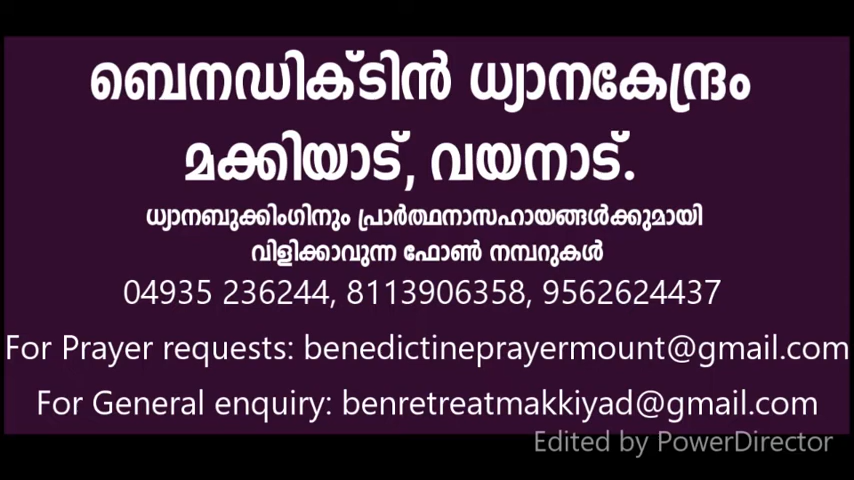 ബെനഡിക്ടിൻ ധ്യാനകേന്ദ്രം
മക്കിയാട്, വയനാട്.
ധ്യാനബുക്കിംഗിനും പ്രാർത്ഥനാസഹായങ്ങൾക്കുമായി
വിളിക്കാവുന്ന ഫോൺ നമ്പറുകൾ
04935 236244, 8113906358, 9562624437
For Prayer requests: benedictineprayermount@gmail.com
For General enquiry: benretreatmakkiyad@gmail.com
Edited by PowerDirector